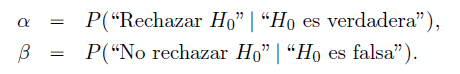 α = P(“Rechazar H₀” | “H₀ es verdadera”),
β = P(“No rechazar H₀” | “H₀ es falsa”).